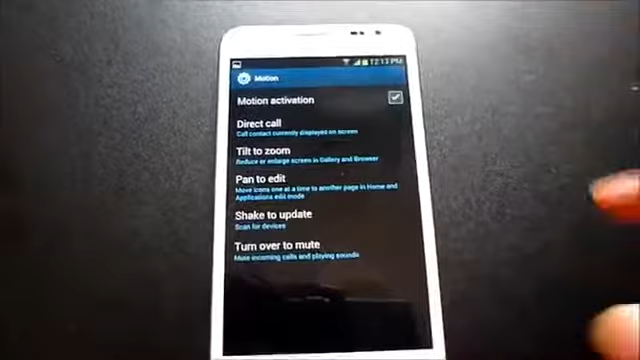 12:13 PM
Motion
Motion activation
Direct call
Call contact currently displayed on screen
Tilt to zoom
Reduce or enlarge screen in Gallery and Browser
Pan to edit
Move icons one at a time to another page in Home and
Applications edit mode
Shake to update
Scan for devices
Turn over to mute
Mute incoming calls and playing sounds